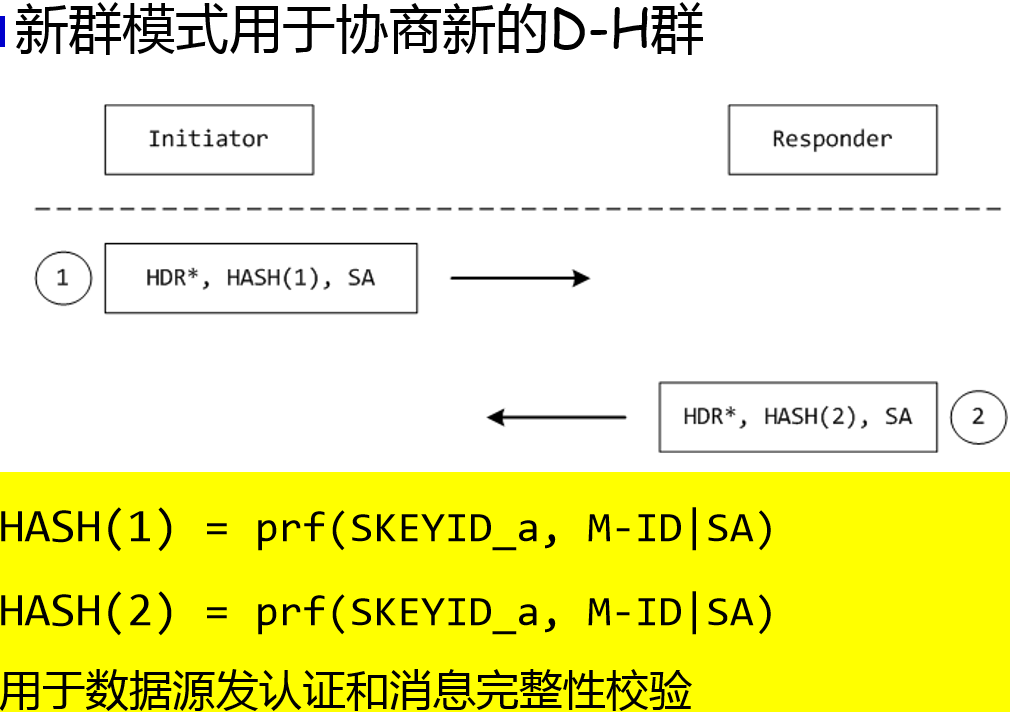 新群模式用于协商新的D-H群
Initiator
Responder
1
HDR*, HASH(1), SA
HDR*, HASH(2), SA
2
HASH(1) = prf(SKEYID_a, M-ID|SA)
HASH(2) = prf(SKEYID_a, M-ID|SA)
用于数据源发认证和消息完整性校验